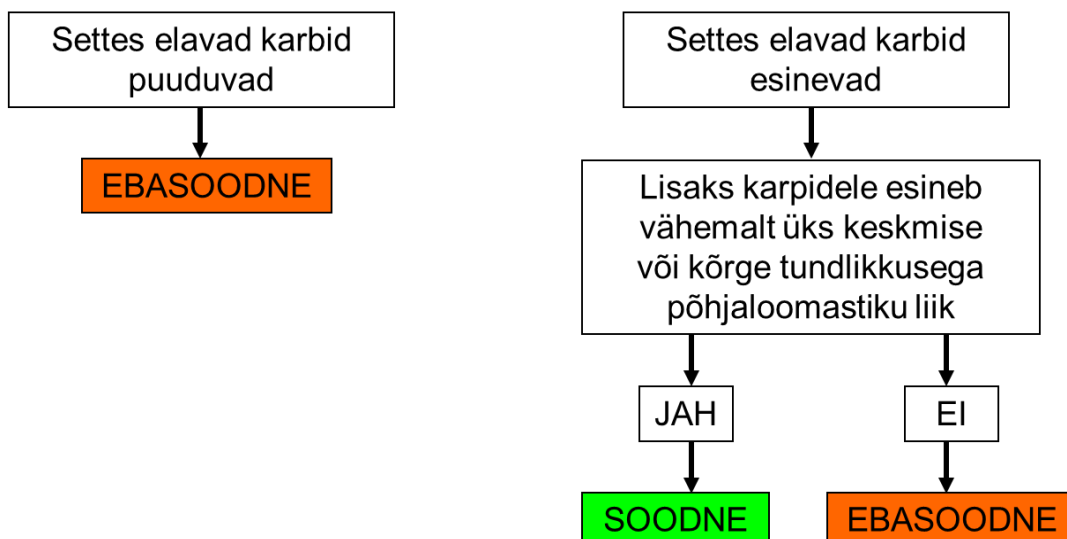 Settes elavad karbid
puuduvad
EBASOODNE
Settes elavad karbid
esinevad
Lisaks karpidele esineb
vähemalt üks keskmise
või kõrge tundlikkusega
põhjaloomastiku liik
JAH
EI
SOODNE
EBASOODNE